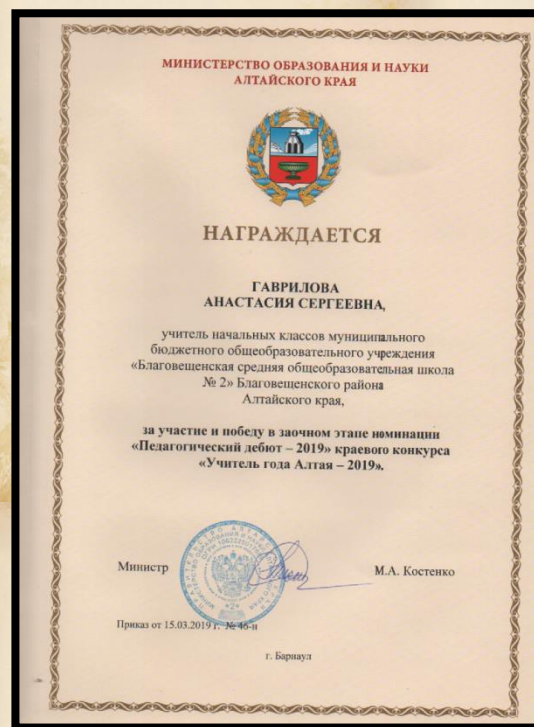 МИНИСТЕРСТВО ОБРАЗОВАНИЯ И НАУКИ
АЛТАЙСКОГО КРАЯ
НАГРАЖДАЕТСЯ
ГАВРИЛОВА
АНАСТАСИЯ СЕРГЕЕВНА,
учитель начальных классов муниципального
бюджетного общеобразовательного учреждения
«Благовещенская средняя общеобразовательная школа
№ 2» Благовещенского района
Алтайского края,
за участие и победу в заочном этапе номинации
«Педагогический дебют – 2019» краевого конкурса
«Учитель года Алтая – 2019».
Министр
М.А. Костенко
Приказ от 15.03.2019 г. № 46-п
г. Барнаул